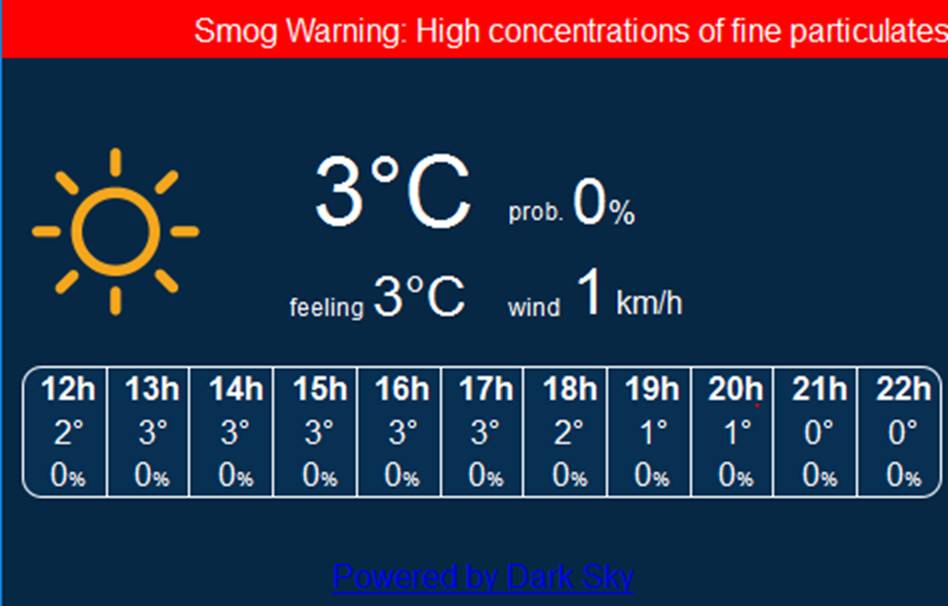 Smog Warning: High concentrations of fine particulates
3°C prob. 0%
feeling 3°C wind 1 km/h
12h 13h 14h 15h 16h 17h 18h 19h 20h 21h 22h
2° 3° 3° 3° 3° 3° 2° 1° 1° 0° 0°
0% 0% 0% 0% 0% 0% 0% 0% 0% 0% 0%
Powered by Dark Sky